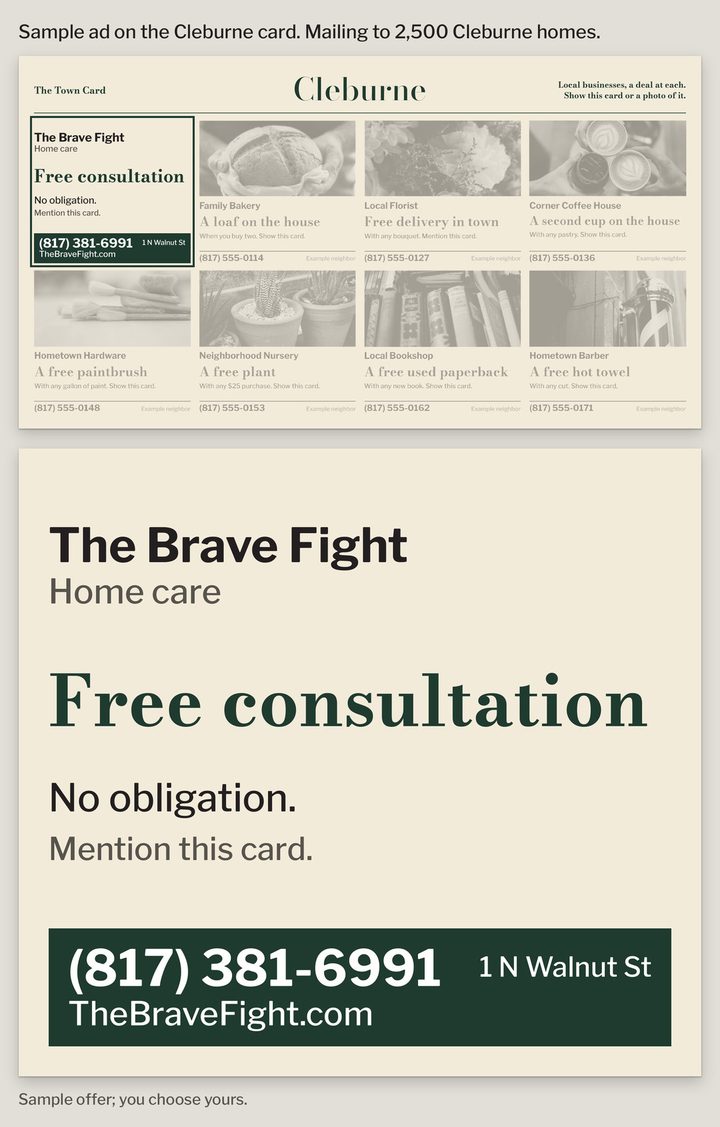 Sample ad on the Cleburne card. Mailing to 2,500 Cleburne homes.
The Town Card
Cleburne
Local businesses, a deal at each.
Show this card or a photo of it.
The Brave Fight
Home care
Free consultation
No obligation.
Mention this card.
(817) 381-6991 1 N Walnut St
TheBraveFight.com
Family Bakery
A loaf on the house
When you buy two. Show this card.
(817) 555-0114 Example neighbor
Local Florist
Free delivery in town
With any bouquet. Mention this card.
(817) 555-0127 Example neighbor
Corner Coffee House
A second cup on the house
With any pastry. Show this card.
(817) 555-0136 Example neighbor
Hometown Hardware
A free paintbrush
With any gallon of paint. Show this card.
(817) 555-0148 Example neighbor
Neighborhood Nursery
A free plant
With any $25 purchase. Show this card.
(817) 555-0153 Example neighbor
Local Bookshop
A free used paperback
With any new book. Show this card.
(817) 555-0162 Example neighbor
Hometown Barber
A free hot towel
With any cut. Show this card.
(817) 555-0171 Example neighbor
The Brave Fight
Home care
Free consultation
No obligation.
Mention this card.
(817) 381-6991 1 N Walnut St
TheBraveFight.com
Sample offer; you choose yours.